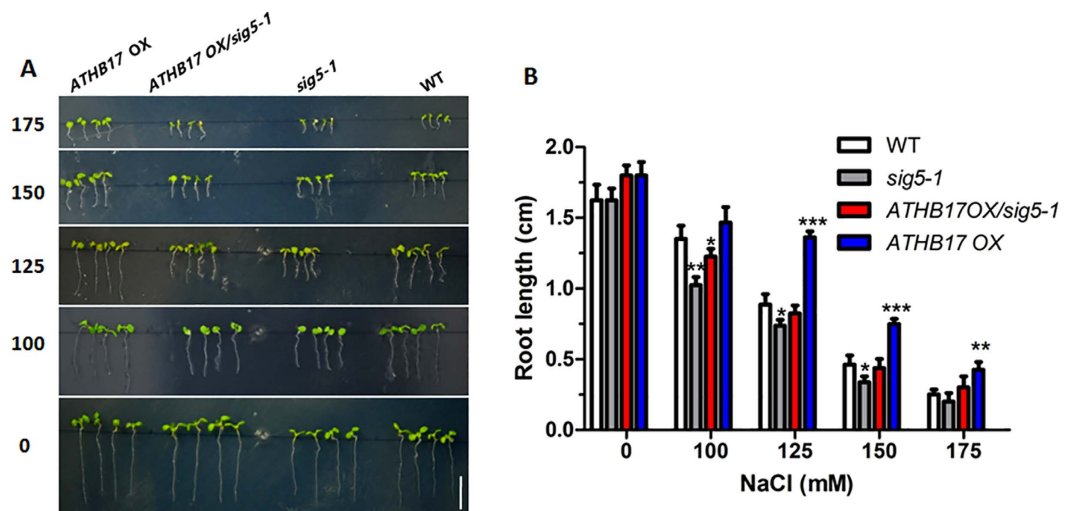 A
ATHB17 OX
ATHB17 OX/sig5-1
sig5-1
WT
175
150
125
100
0
B
WT
sig5-1
ATHB17OX/sig5-1
ATHB17 OX
Root length (cm)
2.0
1.5
1.0
0.5
0.0
**
*
*
***
*
***
**
0
100
125
150
175
NaCl (mM)